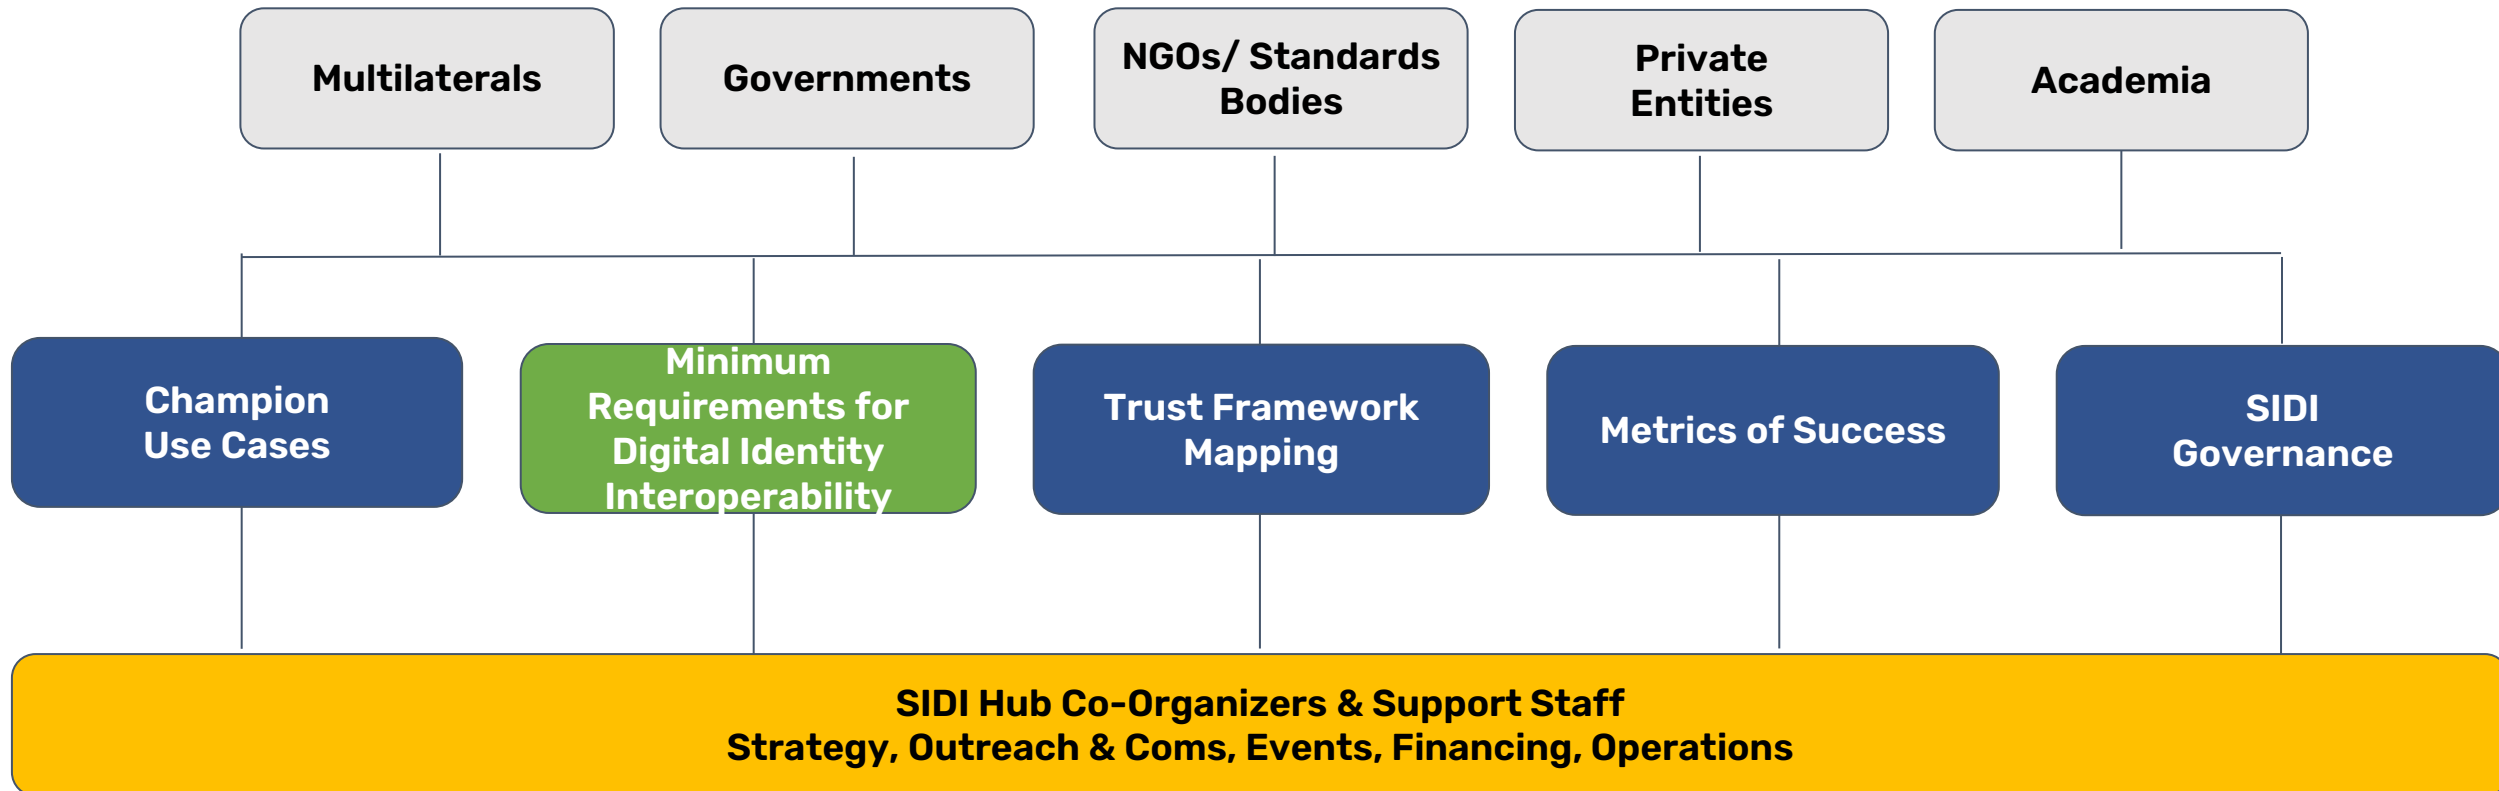 Multilaterals
Governments
NGOs/ Standards
Bodies
Private
Entities
Academia
Champion
Use Cases
Minimum
Requirements for
Digital Identity
Interoperability
Trust Framework
Mapping
Metrics of Success
SIDI
Governance
SIDI Hub Co-Organizers & Support Staff
Strategy, Outreach & Coms, Events, Financing, Operations